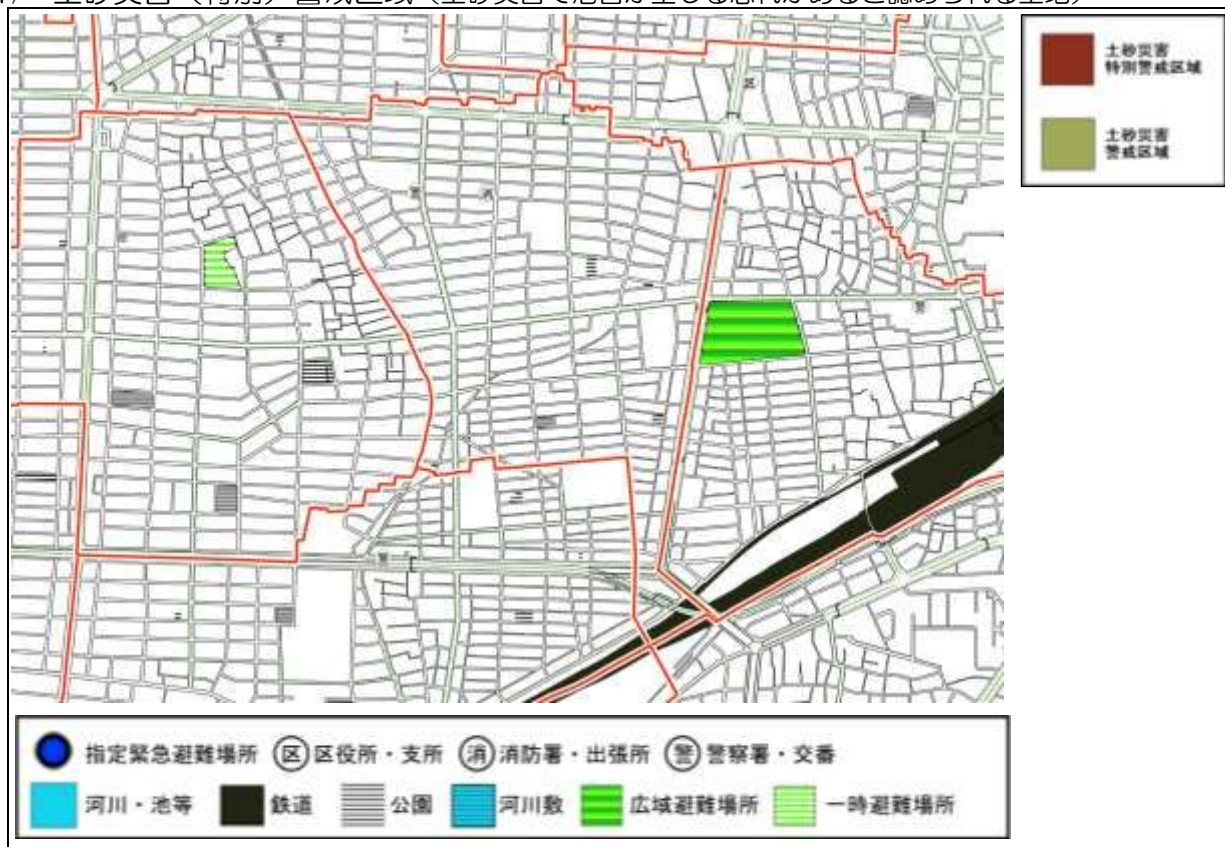 土砂災害（特別）警戒区域（土砂災害で危害が生じる恐れがあると認められる土地）
土砂災害
特別警戒区域
土砂災害
警戒区域
区
消
警
警
指定緊急避難場所 区 区役所・支所 消 消防署・出張所 警 警察署・交番
河川・池等 鉄道 公園 河川敷 広域避難場所 一時避難場所